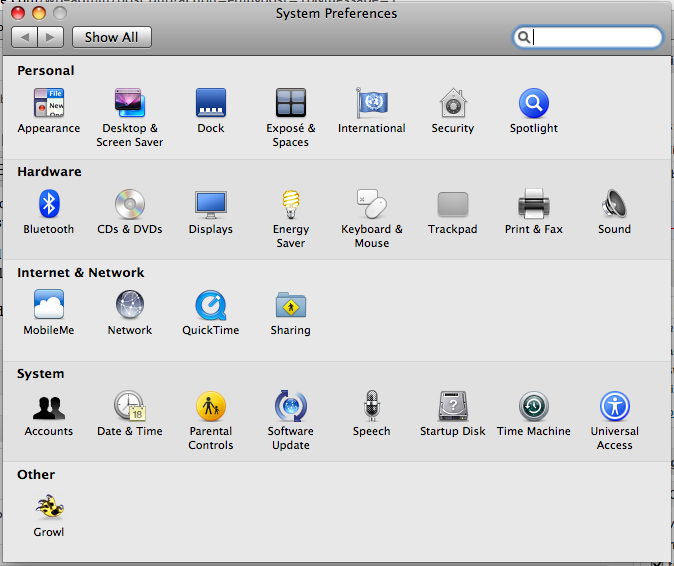 System Preferences
Show All
Personal
Appearance
Desktop & Screen Saver
Dock
Exposé & Spaces
International
Security
Spotlight
Hardware
Bluetooth
CDs & DVDs
Displays
Energy Saver
Keyboard & Mouse
Trackpad
Print & Fax
Sound
Internet & Network
MobileMe
Network
QuickTime
Sharing
System
Accounts
Date & Time
Parental Controls
Software Update
Speech
Startup Disk
Time Machine
Universal Access
Other
Growl